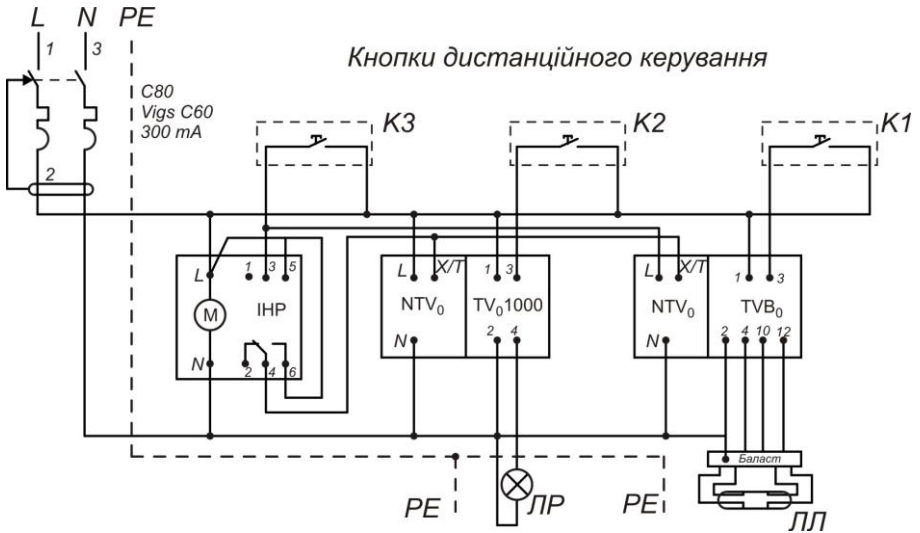 L N PE
1 3
Кнопки дистанційного керування
C80
Vigs C60
300 mA
K3 K2 K1
2
L 1 3 5 L X/T 1 3 L X/T 1 3
M IHP NTV₀ TV₀1000 NTV₀ TVB₀
N 2 4 6 N 2 4 N 2 4 10 12
Баласт
PE ЛР PE ЛЛ